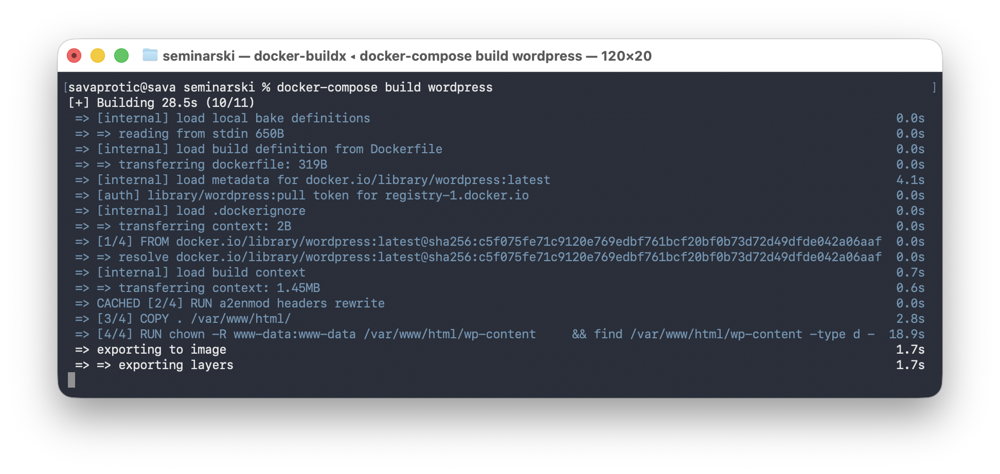 seminarski — docker-buildx ◂ docker-compose build wordpress — 120×20
[savaprotic@sava seminarski % docker-compose build wordpress ]
[+] Building 28.5s (10/11)
=> [internal] load local bake definitions 0.0s
=> => reading from stdin 650B 0.0s
=> [internal] load build definition from Dockerfile 0.0s
=> => transferring dockerfile: 319B 0.0s
=> [internal] load metadata for docker.io/library/wordpress:latest 4.1s
=> [auth] library/wordpress:pull token for registry-1.docker.io 0.0s
=> [internal] load .dockerignore 0.0s
=> => transferring context: 2B 0.0s
=> [1/4] FROM docker.io/library/wordpress:latest@sha256:c5f075fe71c9120e769edbf761bcf20bf0b73d72d49dfde042a06aaf 0.0s
=> => resolve docker.io/library/wordpress:latest@sha256:c5f075fe71c9120e769edbf761bcf20bf0b73d72d49dfde042a06aaf 0.0s
=> [internal] load build context 0.7s
=> => transferring context: 1.45MB 0.6s
=> CACHED [2/4] RUN a2enmod headers rewrite 0.0s
=> [3/4] COPY . /var/www/html/ 2.8s
=> [4/4] RUN chown -R www-data:www-data /var/www/html/wp-content && find /var/www/html/wp-content -type d - 18.9s
=> exporting to image 1.7s
=> => exporting layers 1.7s